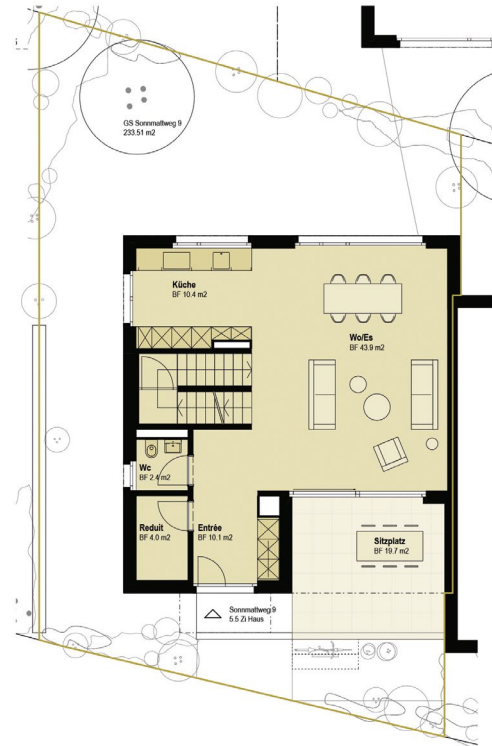 GS Sonnmattweg 9
233.51 m2
Küche
BF 10.4 m2
Wo/Es
BF 43.9 m2
Wc
BF 2.4 m2
Reduit
BF 4.0 m2
Entrée
BF 10.1 m2
Sitzplatz
BF 19.7 m2
Sonnmattweg 9
5.5 Zi Haus